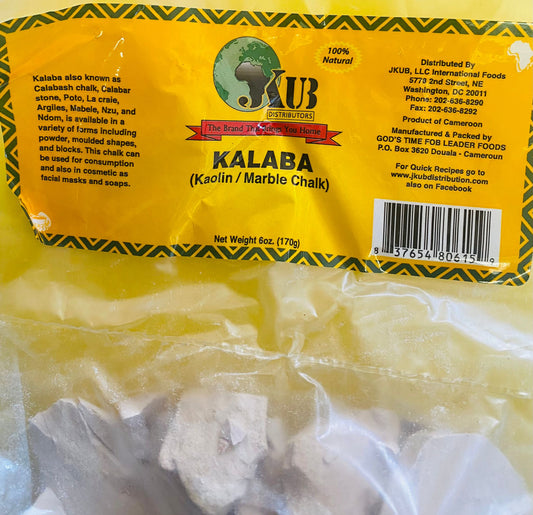 Kalaba also known as
Calabash chalk, Calabar
stone, Poto, La craie,
Argiles, Mabele, Nzu, and
Ndom, is available in a
variety of forms including
powder, moulded shapes,
and blocks. This chalk can
be used for consumption
and also in cosmetic as
facial masks and soaps.
JKUB
DISTRIBUTORS
The Brand That Brings You Home
100%
Natural
KALABA
(Kaolin / Marble Chalk)
Net Weight 6oz. (170g)
Distributed By
JKUB, LLC International Foods
5773 2nd Street, NE
Washington, DC 20011
Phone: 202-636-8290
Fax: 202-636-8292
Product of Cameroon
Manufactured & Packed by
GOD'S TIME FOB LEADER FOODS
P.O. Box 3620 Douala - Cameroun
For Quick Recipes go to
www.jkubdistribution.com
also on Facebook
8 37654 80415 9